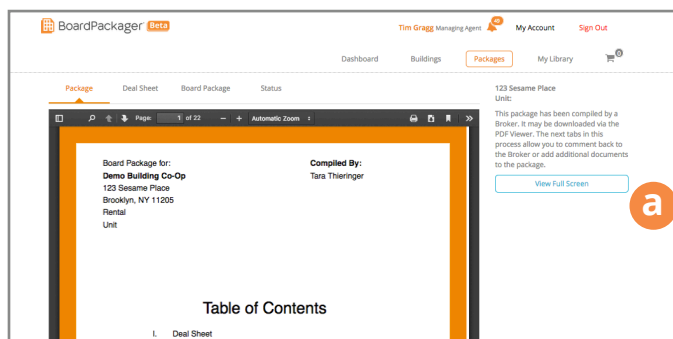 BoardPackager Beta
Tim Gragg Managing Agent 49 My Account Sign Out
Dashboard Buildings Packages My Library 0
Package Deal Sheet Board Package Status
Page: 1 of 22 Automatic Zoom
Board Package for:
Demo Building Co-Op
123 Sesame Place
Brooklyn, NY 11205
Rental
Unit
Compiled By:
Tara Thieringer
Table of Contents
I. Deal Sheet
123 Sesame Place
Unit:
This package has been compiled by a
Broker. It may be downloaded via the
PDF Viewer. The next tabs in this
process allow you to comment back to
the Broker or add additional documents
to the package.
View Full Screen
a